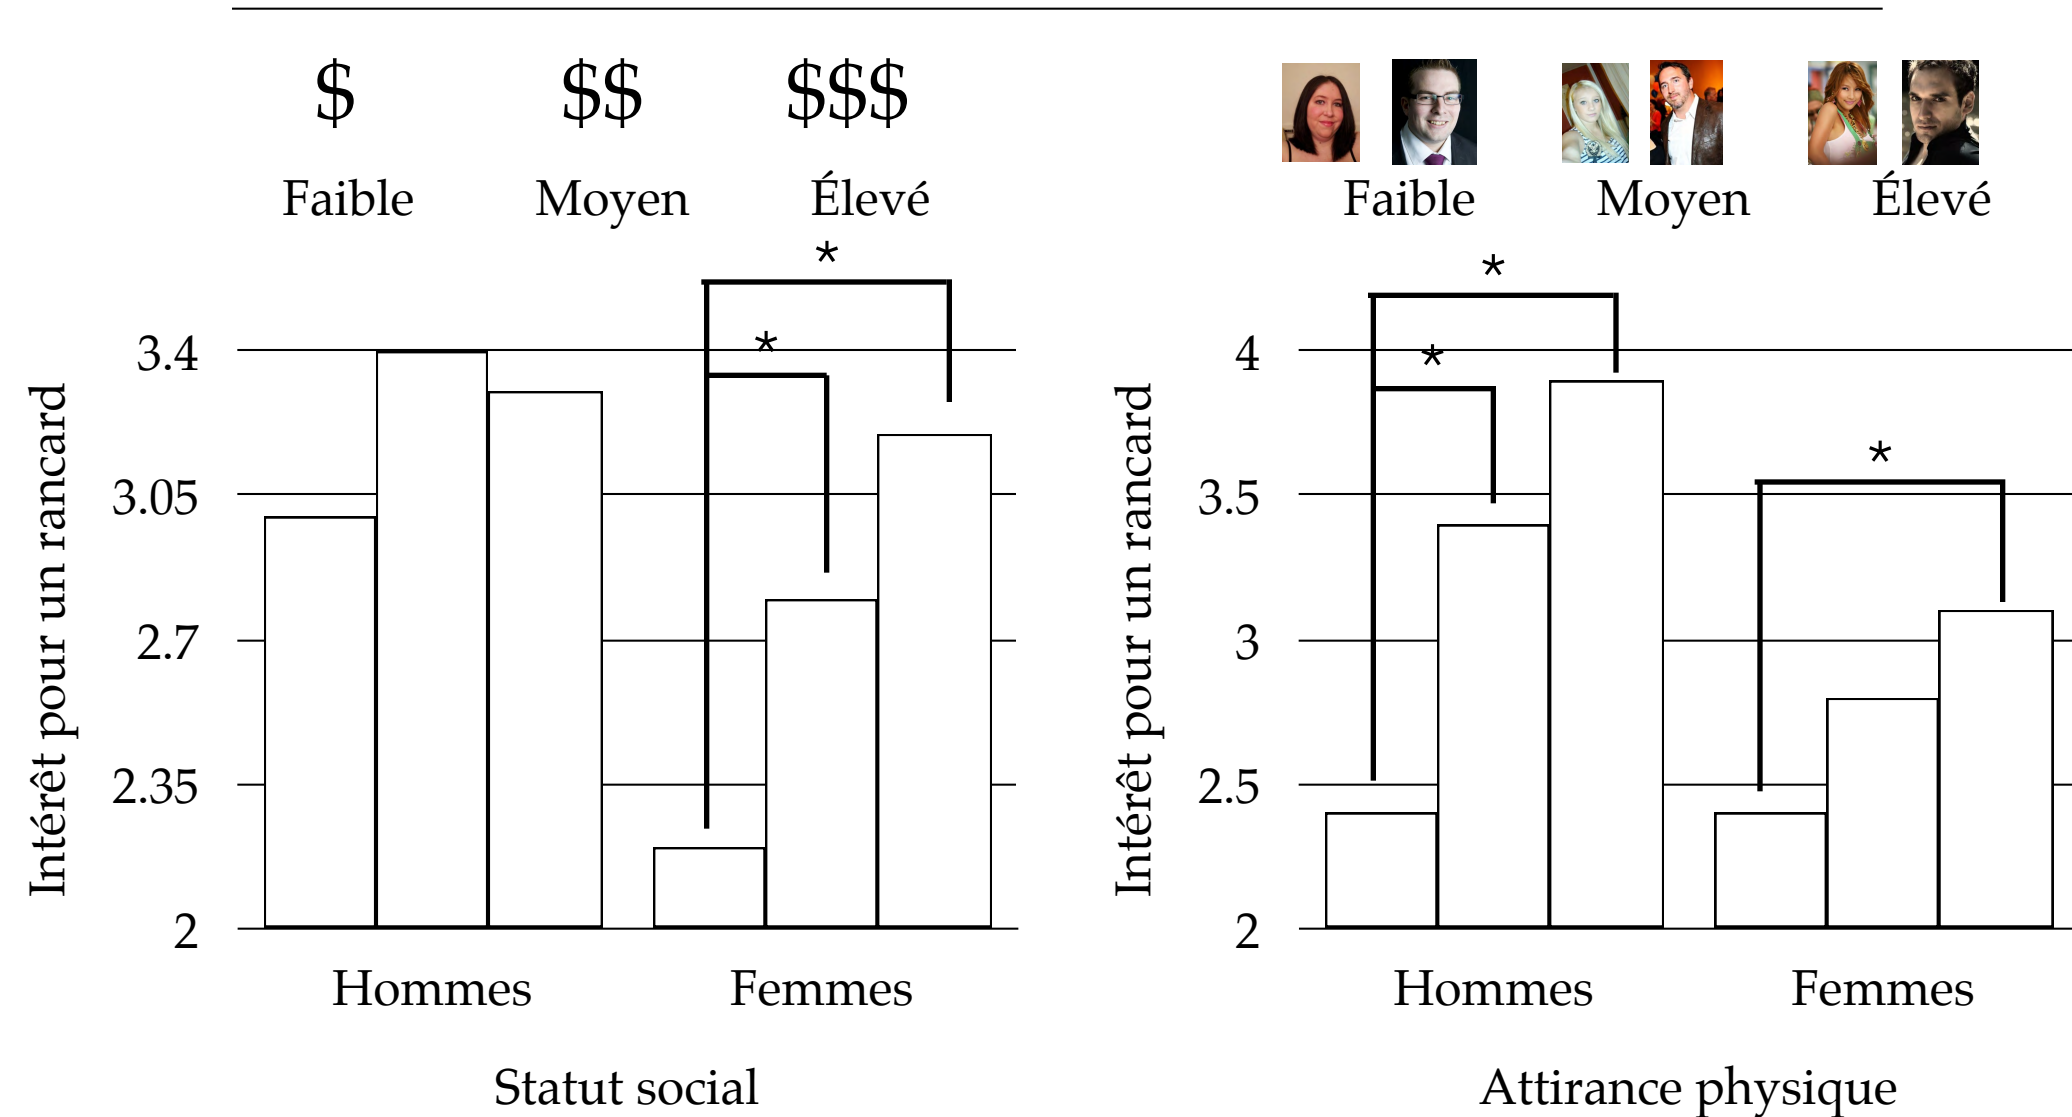 $ $$ $$$
Faible Moyen Élevé
Faible Moyen Élevé
*
*
3.4
3.05
2.7
2.35
2
Intérêt pour un rancard
Hommes Femmes
Statut social
*
*
*
4
3.5
3
2.5
2
Intérêt pour un rancard
Hommes Femmes
Attirance physique